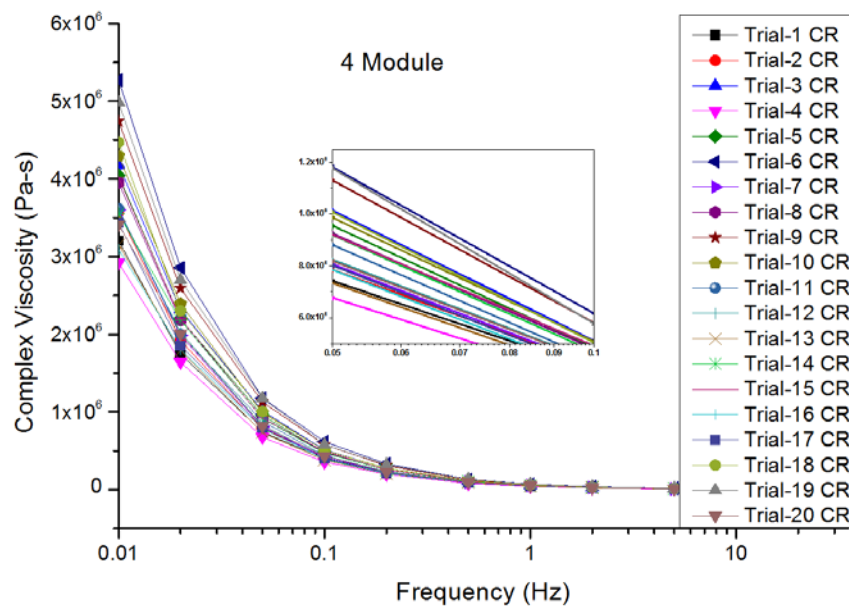 6x10⁶
5x10⁶
4x10⁶
3x10⁶
2x10⁶
1x10⁶
0
Complex Viscosity (Pa-s)
4 Module
1.2x10⁶
1.0x10⁶
8.0x10⁵
6.0x10⁵
0.05
0.06
0.07
0.08
0.09
0.1
Trial-1 CR
Trial-2 CR
Trial-3 CR
Trial-4 CR
Trial-5 CR
Trial-6 CR
Trial-7 CR
Trial-8 CR
Trial-9 CR
Trial-10 CR
Trial-11 CR
Trial-12 CR
Trial-13 CR
Trial-14 CR
Trial-15 CR
Trial-16 CR
Trial-17 CR
Trial-18 CR
Trial-19 CR
Trial-20 CR
0.01
0.1
1
10
Frequency (Hz)